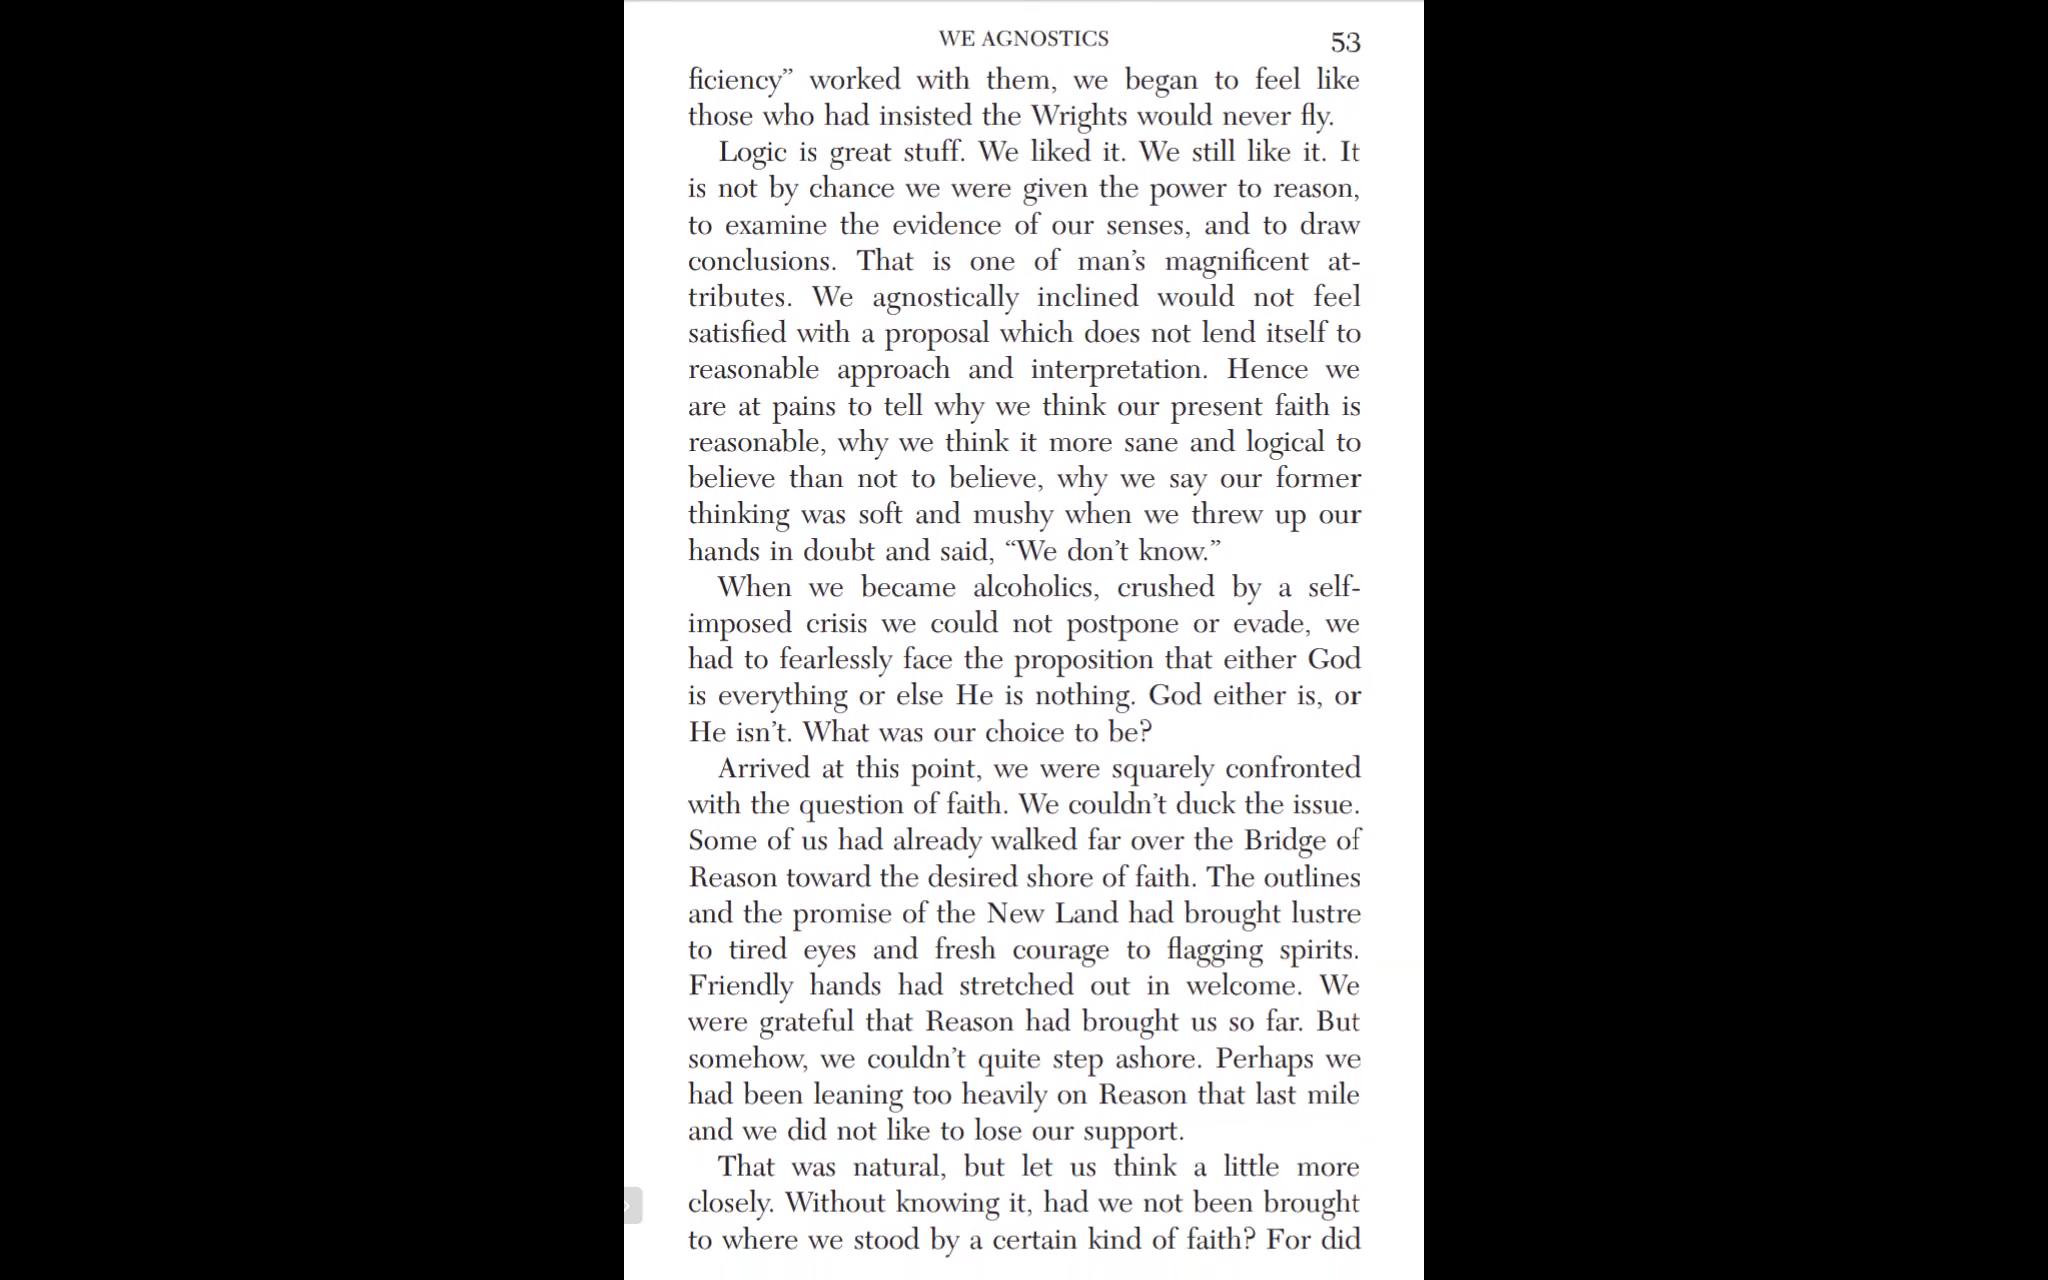 WE AGNOSTICS 53
ficiency” worked with them, we began to feel like
those who had insisted the Wrights would never fly.
Logic is great stuff. We liked it. We still like it. It
is not by chance we were given the power to reason,
to examine the evidence of our senses, and to draw
conclusions. That is one of man’s magnificent at-
tributes. We agnostically inclined would not feel
satisfied with a proposal which does not lend itself to
reasonable approach and interpretation. Hence we
are at pains to tell why we think our present faith is
reasonable, why we think it more sane and logical to
believe than not to believe, why we say our former
thinking was soft and mushy when we threw up our
hands in doubt and said, “We don’t know.”
When we became alcoholics, crushed by a self-
imposed crisis we could not postpone or evade, we
had to fearlessly face the proposition that either God
is everything or else He is nothing. God either is, or
He isn’t. What was our choice to be?
Arrived at this point, we were squarely confronted
with the question of faith. We couldn’t duck the issue.
Some of us had already walked far over the Bridge of
Reason toward the desired shore of faith. The outlines
and the promise of the New Land had brought lustre
to tired eyes and fresh courage to flagging spirits.
Friendly hands had stretched out in welcome. We
were grateful that Reason had brought us so far. But
somehow, we couldn’t quite step ashore. Perhaps we
had been leaning too heavily on Reason that last mile
and we did not like to lose our support.
That was natural, but let us think a little more
closely. Without knowing it, had we not been brought
to where we stood by a certain kind of faith? For did